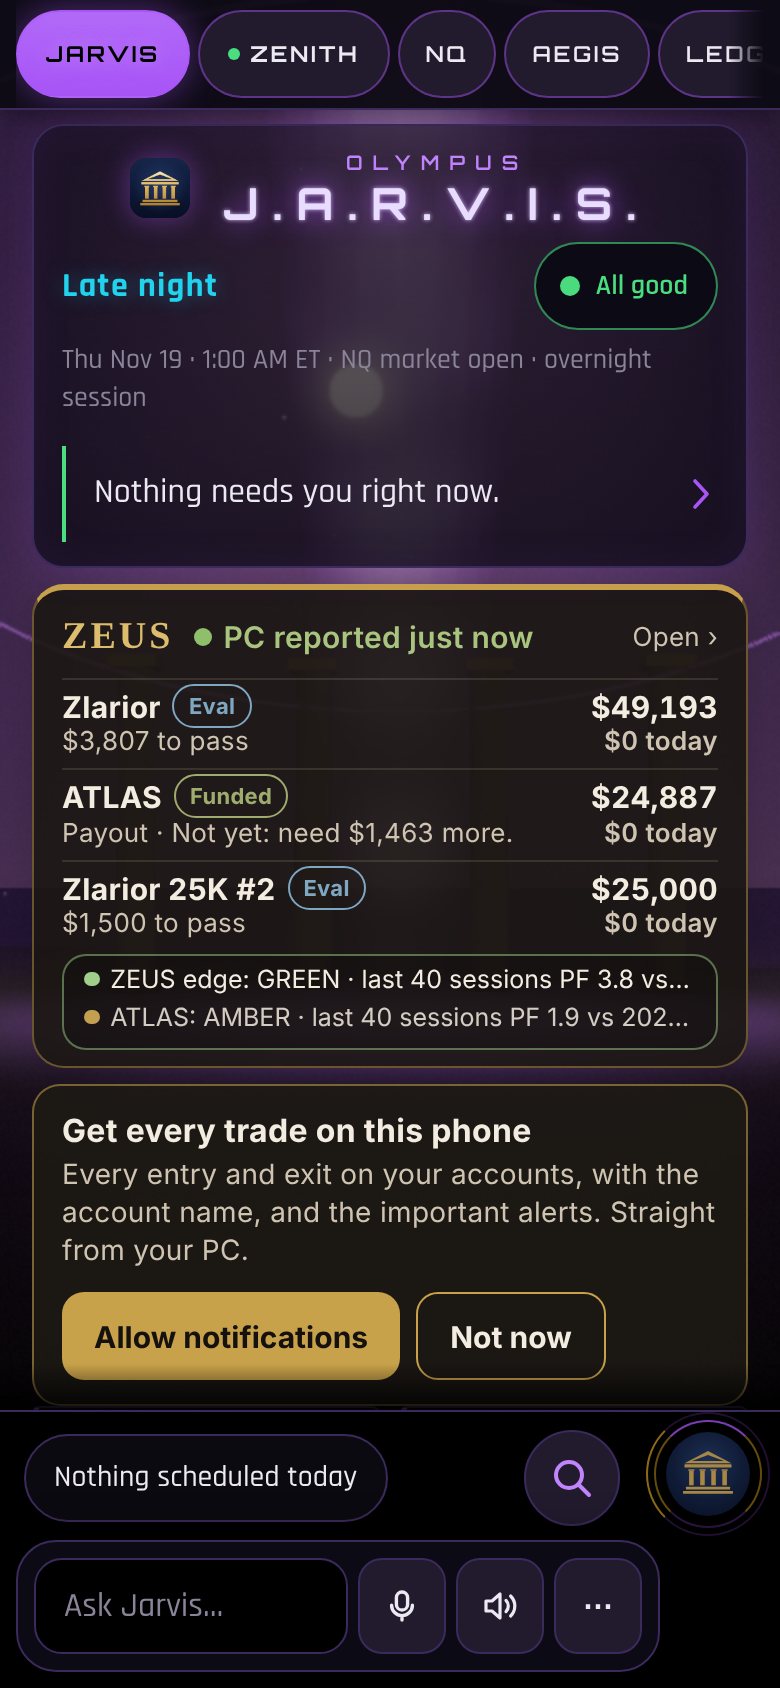 JARVIS ZENITH NQ AEGIS LEDG
OLYMPUS
J.A.R.V.I.S.
Late night
All good
Thu Nov 19 · 1:00 AM ET · NQ market open · overnight
session
Nothing needs you right now.
ZEUS PC reported just now Open ›
Zlarior Eval $49,193
$3,807 to pass $0 today
ATLAS Funded $24,887
Payout · Not yet: need $1,463 more. $0 today
Zlarior 25K #2 Eval $25,000
$1,500 to pass $0 today
ZEUS edge: GREEN · last 40 sessions PF 3.8 vs...
ATLAS: AMBER · last 40 sessions PF 1.9 vs 202...
Get every trade on this phone
Every entry and exit on your accounts, with the
account name, and the important alerts. Straight
from your PC.
Allow notifications Not now
Nothing scheduled today
Ask Jarvis...